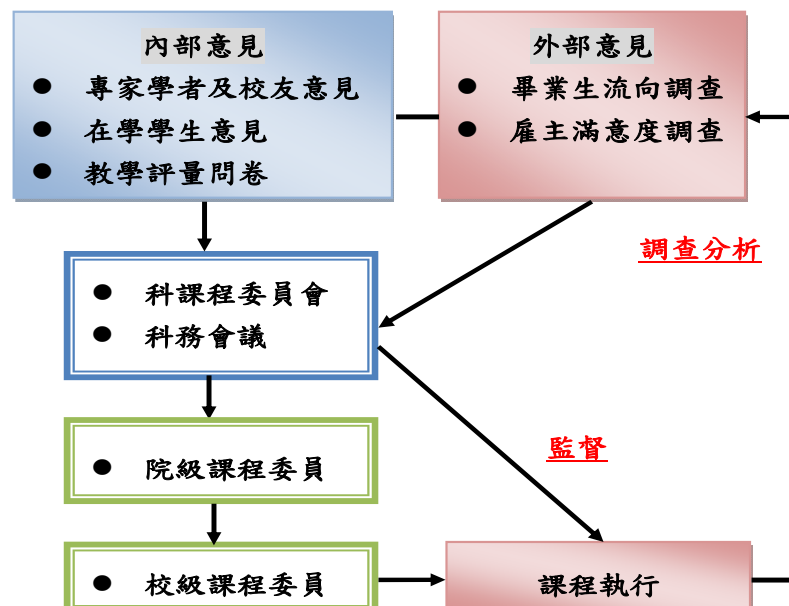 內部意見
● 專家學者及校友意見
● 在學學生意見
● 教學評量問卷
外部意見
● 畢業生流向調查
● 雇主滿意度調查
調查分析
● 科課程委員會
● 科務會議
● 院級課程委員
監督
● 校級課程委員
課程執行